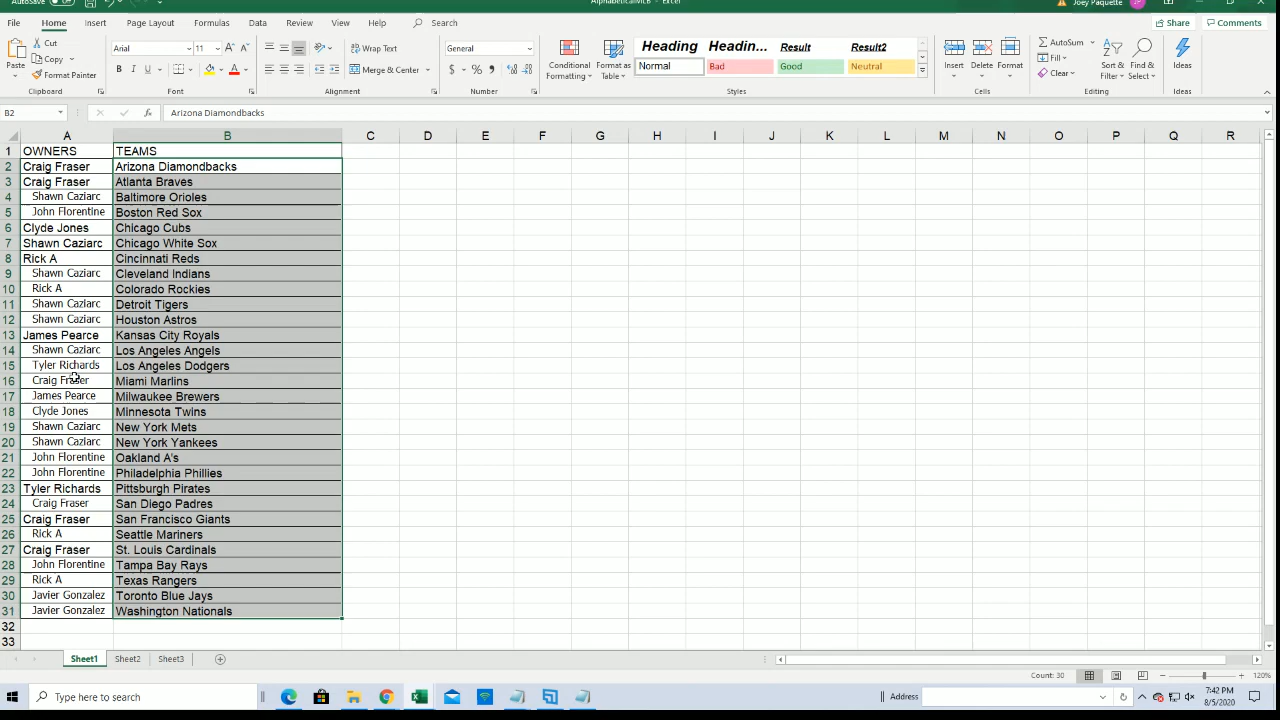 AutoSave AlphabeticalMLB - Excel Joey Paquette JP
File Home Insert Page Layout Formulas Data Review View Help Search Share Comments
Paste Cut Copy Format Painter Clipboard
Arial 11 A A B I U A Font
Wrap Text Merge & Center Alignment
General $ % , Number
Conditional Formatting Format as Table
Heading Headin... Result Result2
Normal Bad Good Neutral
Styles
Insert Delete Format Cells
AutoSum Fill Clear Sort & Filter Find & Select Editing
Ideas Ideas
B2 fx Arizona Diamondbacks
A B C D E F G H I J K L M N O P Q R
1 OWNERS TEAMS
2 Craig Fraser Arizona Diamondbacks
3 Craig Fraser Atlanta Braves
4 Shawn Caziarc Baltimore Orioles
5 John Florentine Boston Red Sox
6 Clyde Jones Chicago Cubs
7 Shawn Caziarc Chicago White Sox
8 Rick A Cincinnati Reds
9 Shawn Caziarc Cleveland Indians
10 Rick A Colorado Rockies
11 Shawn Caziarc Detroit Tigers
12 Shawn Caziarc Houston Astros
13 James Pearce Kansas City Royals
14 Shawn Caziarc Los Angeles Angels
15 Tyler Richards Los Angeles Dodgers
16 Craig Fraser Miami Marlins
17 James Pearce Milwaukee Brewers
18 Clyde Jones Minnesota Twins
19 Shawn Caziarc New York Mets
20 Shawn Caziarc New York Yankees
21 John Florentine Oakland A's
22 John Florentine Philadelphia Phillies
23 Tyler Richards Pittsburgh Pirates
24 Craig Fraser San Diego Padres
25 Craig Fraser San Francisco Giants
26 Rick A Seattle Mariners
27 Craig Fraser St. Louis Cardinals
28 John Florentine Tampa Bay Rays
29 Rick A Texas Rangers
30 Javier Gonzalez Toronto Blue Jays
31 Javier Gonzalez Washington Nationals
32
33
Sheet1 Sheet2 Sheet3
Count: 30 120%
Type here to search Address 7:42 PM
8/5/2020